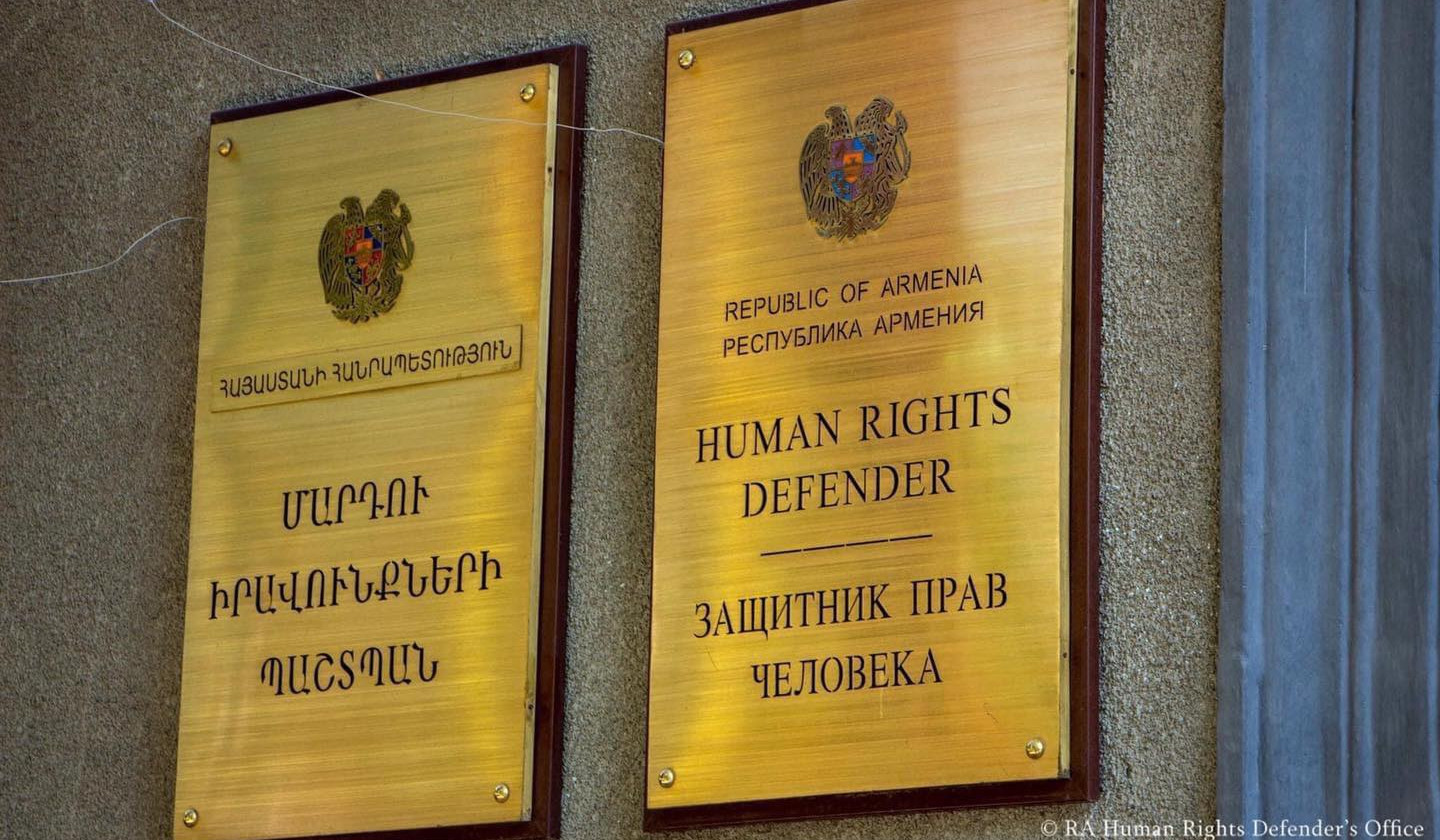 ՀԱՅԱՍՏԱՆԻ ՀԱՆՐԱՊԵՏՈՒԹՅՈՒՆ
ՄԱՐԴՈՒ
ԻՐԱՎՈՒՆՔՆԵՐԻ
ՊԱՇՏՊԱՆ
REPUBLIC OF ARMENIA
РЕСПУБЛИКА АРМЕНИЯ
HUMAN RIGHTS
DEFENDER
ЗАЩИТНИК ПРАВ
ЧЕЛОВЕКА
© RA Human Rights Defender's Office